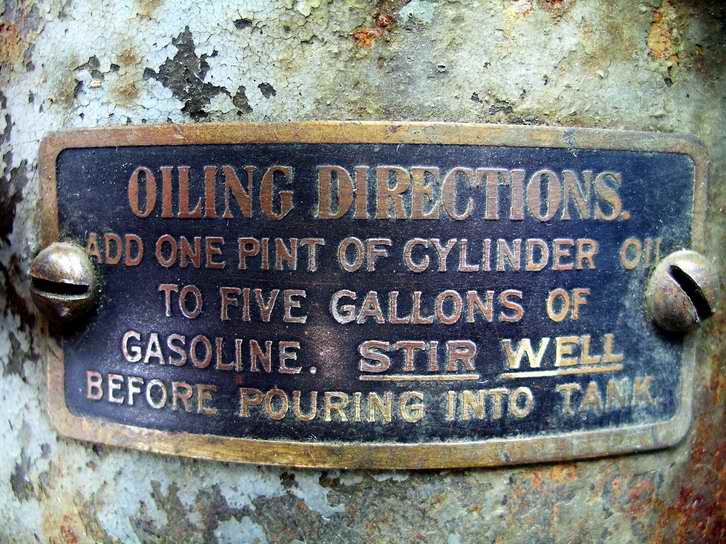 OILING DIRECTIONS.
ADD ONE PINT OF CYLINDER OIL
TO FIVE GALLONS OF
GASOLINE. STIR WELL
BEFORE POURING INTO TANK.